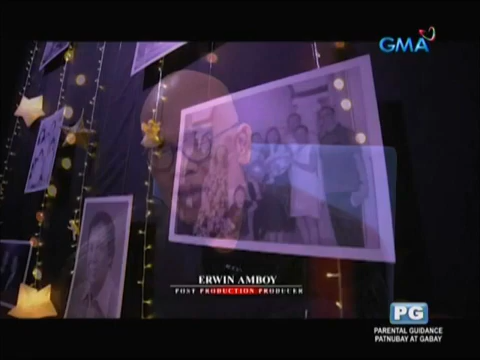 GMA
ERWIN AMBOY
POST PRODUCTION PRODUCER
PG
PARENTAL GUIDANCE
PATNUBAY AT GABAY